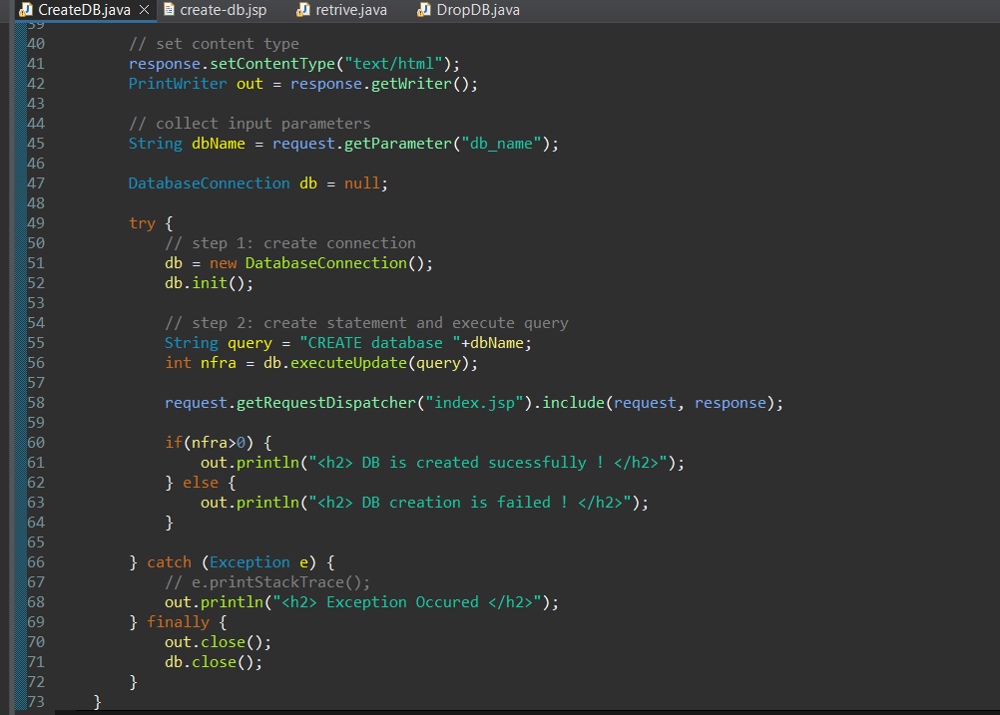 CreateDB.java × create-db.jsp retrive.java DropDB.java
39
40 // set content type
41 response.setContentType("text/html");
42 PrintWriter out = response.getWriter();
43
44 // collect input parameters
45 String dbName = request.getParameter("db_name");
46
47 DatabaseConnection db = null;
48
49 try {
50 // step 1: create connection
51 db = new DatabaseConnection();
52 db.init();
53
54 // step 2: create statement and execute query
55 String query = "CREATE database "+dbName;
56 int nfra = db.executeUpdate(query);
57
58 request.getRequestDispatcher("index.jsp").include(request, response);
59
60 if(nfra>0) {
61 out.println("<h2> DB is created sucessfully ! </h2>");
62 } else {
63 out.println("<h2> DB creation is failed ! </h2>");
64 }
65
66 } catch (Exception e) {
67 // e.printStackTrace();
68 out.println("<h2> Exception Occured </h2>");
69 } finally {
70 out.close();
71 db.close();
72 }
73 }